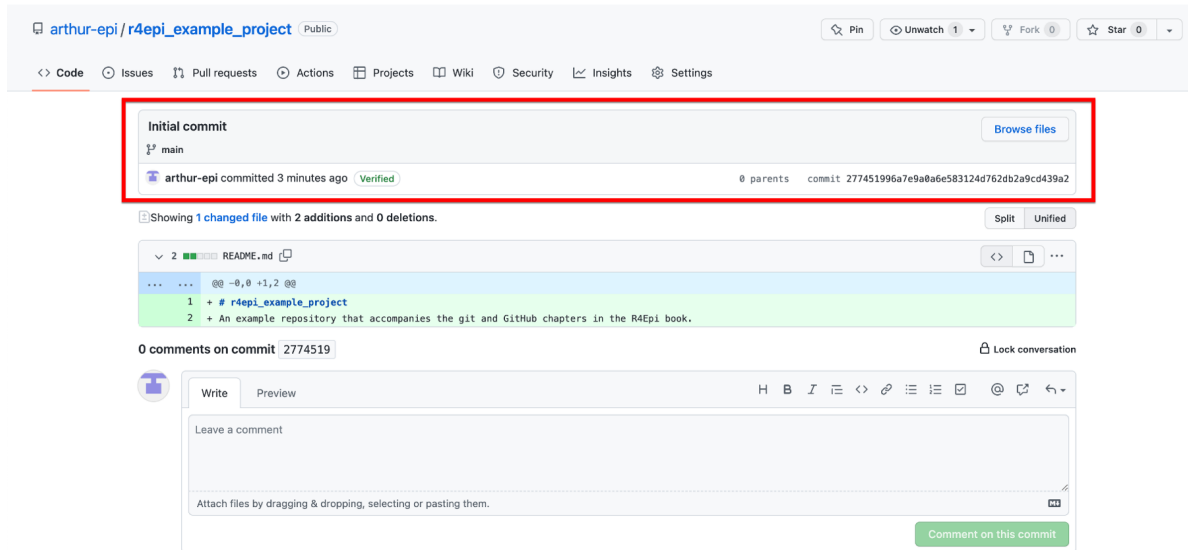 arthur-epi / r4epi_example_project Public
Pin Unwatch 1 Fork 0 Star 0
<> Code Issues Pull requests Actions Projects Wiki Security Insights Settings
Initial commit
Browse files
main
arthur-epi committed 3 minutes ago Verified 0 parents commit 277451996a7e9a0a6e583124d762db2a9cd439a2
Showing 1 changed file with 2 additions and 0 deletions.
Split Unified
2 README.md
... ... @@ -0,0 +1,2 @@
1 + # r4epi_example_project
2 + An example repository that accompanies the git and GitHub chapters in the R4Epi book.
0 comments on commit 2774519 Lock conversation
Write Preview H B I
Leave a comment
Attach files by dragging & dropping, selecting or pasting them.
Comment on this commit